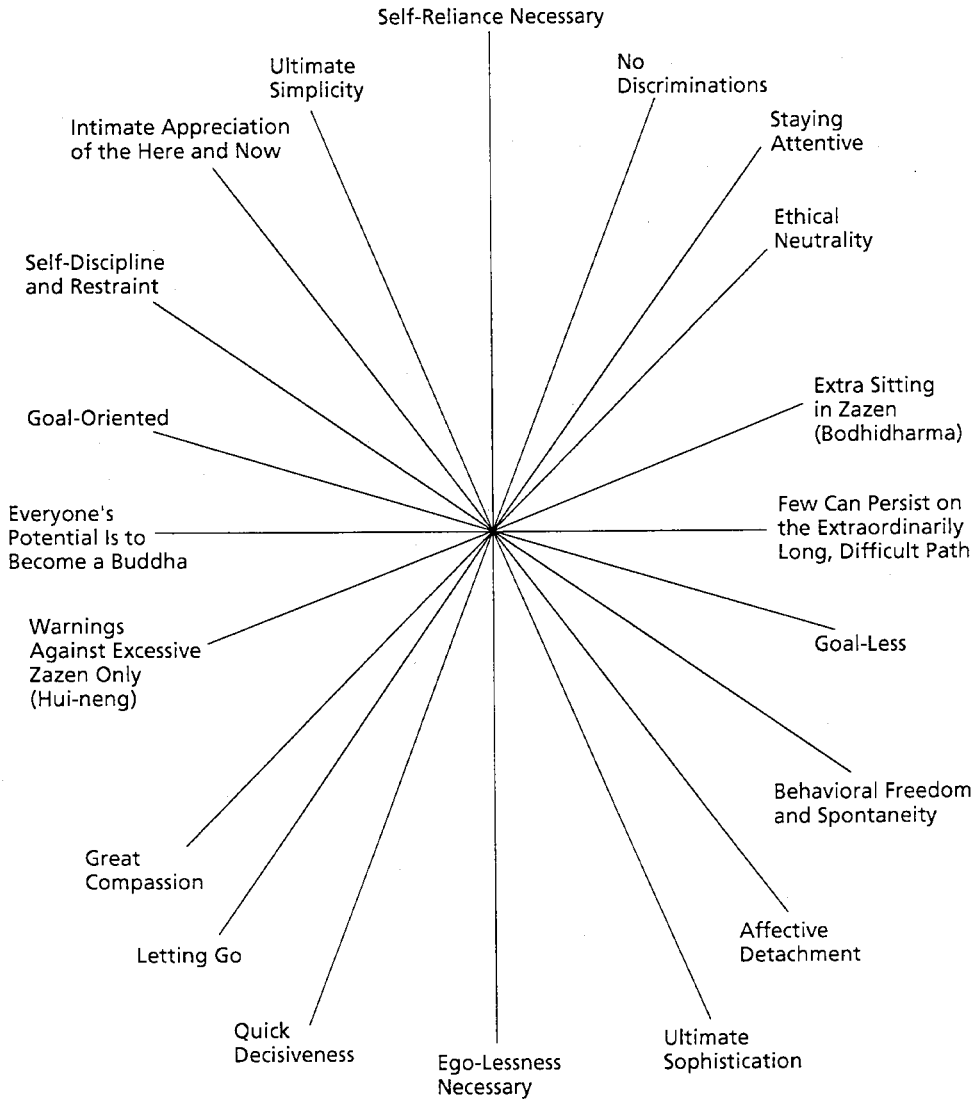 Self-Reliance Necessary
Ultimate
Simplicity
No
Discriminations
Intimate Appreciation
of the Here and Now
Staying
Attentive
Ethical
Neutrality
Self-Discipline
and Restraint
Extra Sitting
in Zazen
(Bodhidharma)
Goal-Oriented
Everyone's
Potential Is to
Become a Buddha
Few Can Persist on
the Extraordinarily
Long, Difficult Path
Warnings
Against Excessive
Zazen Only
(Hui-neng)
Goal-Less
Behavioral Freedom
and Spontaneity
Great
Compassion
Affective
Detachment
Letting Go
Quick
Decisiveness
Ego-Lessness
Necessary
Ultimate
Sophistication